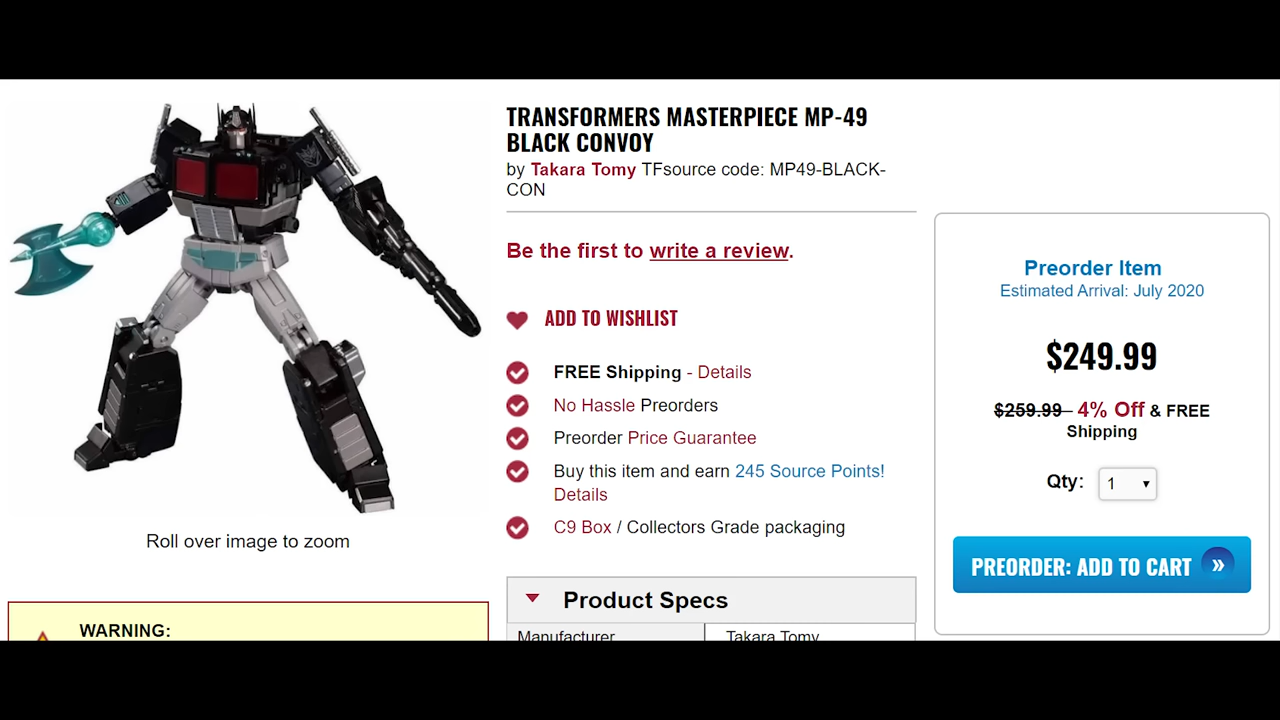 TRANSFORMERS MASTERPIECE MP-49
BLACK CONVOY
by Takara Tomy TFsource code: MP49-BLACK-
CON
Be the first to write a review.
ADD TO WISHLIST
FREE Shipping - Details
No Hassle Preorders
Preorder Price Guarantee
Buy this item and earn 245 Source Points!
Details
C9 Box / Collectors Grade packaging
Product Specs
Manufacturer Takara Tomy
Roll over image to zoom
WARNING:
Preorder Item
Estimated Arrival: July 2020
$249.99
$259.99 - 4% Off & FREE
Shipping
Qty: 1
PREORDER: ADD TO CART »